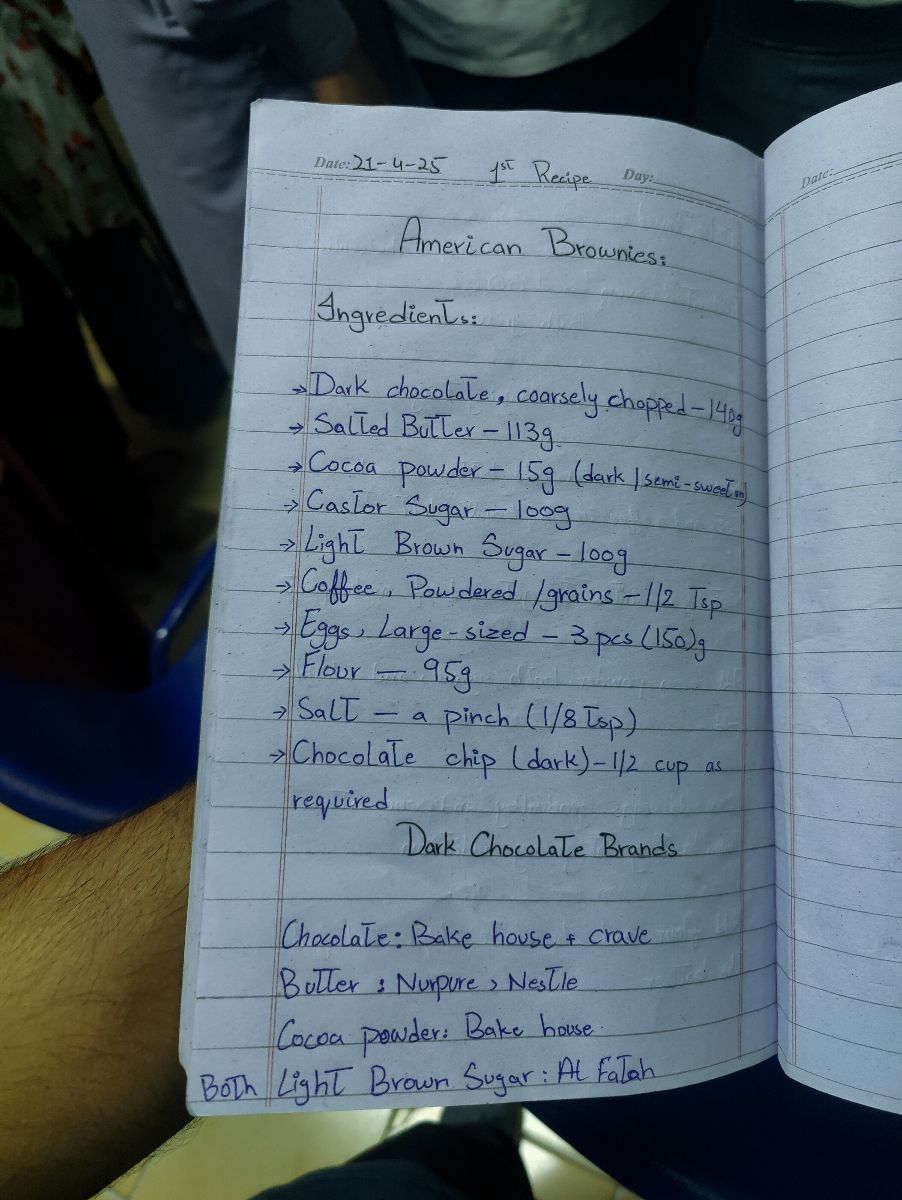 Date: 21-4-25 1st Recipe Day:
American Brownies:
Ingredients:
→ Dark chocolate, coarsely chopped - 140g
→ Salted Butter - 113g
→ Cocoa powder - 15g (dark / semi-sweet)
→ Castor Sugar - 100g
→ Light Brown Sugar - 100g
→ Coffee, Powdered /grains - 1/2 Tsp
→ Eggs, Large-sized - 3 pcs (150)g
→ Flour - 95g
→ Salt - a pinch (1/8 Tsp)
→ Chocolate chip (dark) - 1/2 cup as
required
Dark Chocolate Brands
Chocolate: Bake house + crave
Butter : Nurpure, Nestle
Cocoa powder: Bake house
Both Light Brown Sugar: Al Fatah
Date: